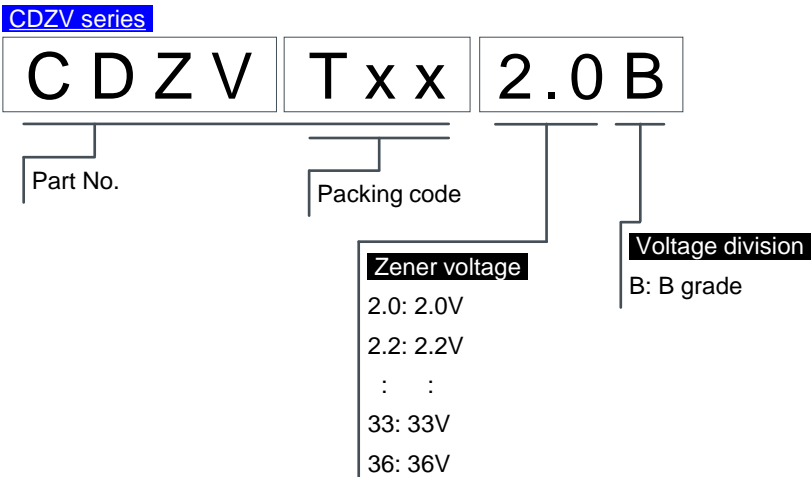 CDZV series
C D Z V T x x 2 . 0 B
Part No.
Packing code
Voltage division
Zener voltage
B: B grade
2.0: 2.0V
2.2: 2.2V
: :
33: 33V
36: 36V